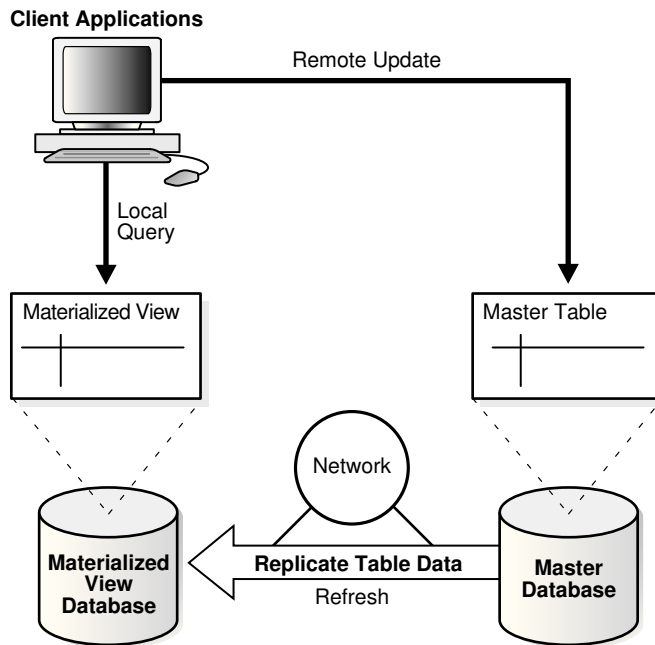 Client Applications
Remote Update
Local
Query
Materialized View
Master Table
Network
Materialized
View
Database
Replicate Table Data
Refresh
Master
Database